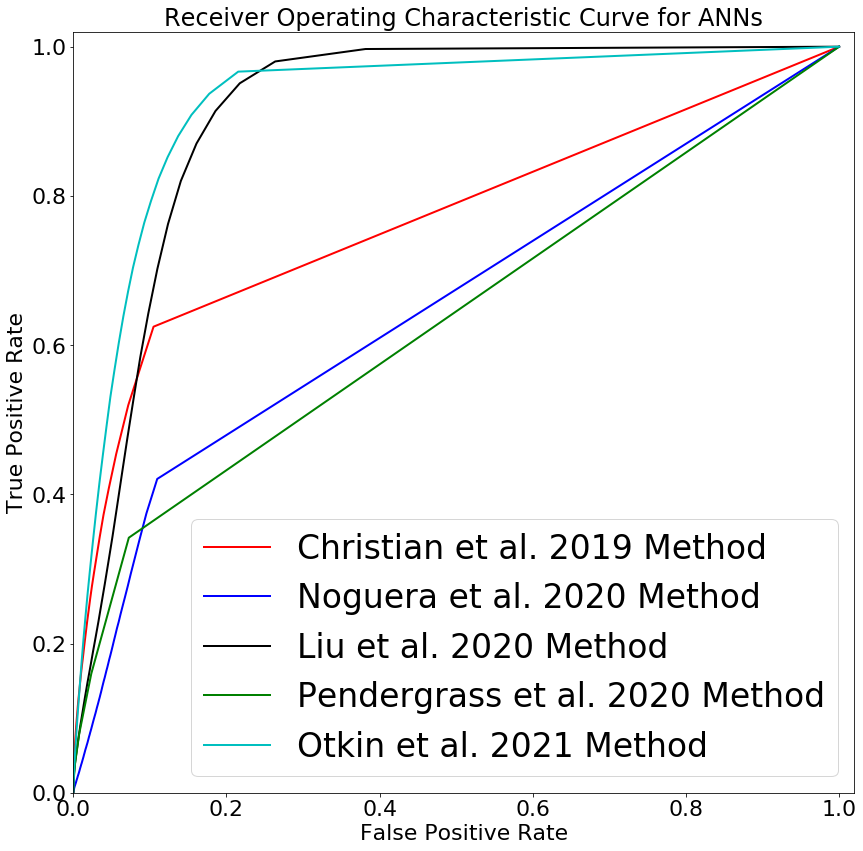 Receiver Operating Characteristic Curve for ANNs
1.0
0.8
0.6
0.4
0.2
0.0
True Positive Rate
Christian et al. 2019 Method
Noguera et al. 2020 Method
Liu et al. 2020 Method
Pendergrass et al. 2020 Method
Otkin et al. 2021 Method
0.0 0.2 0.4 0.6 0.8 1.0
False Positive Rate